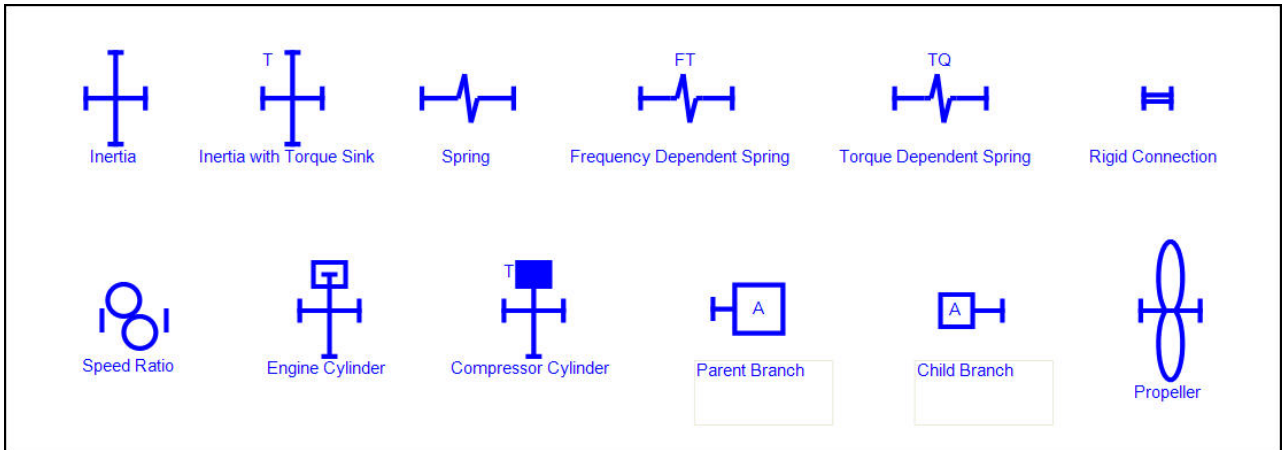 T
FT
TQ
Inertia
Inertia with Torque Sink
Spring
Frequency Dependent Spring
Torque Dependent Spring
Rigid Connection
T
A
A
Speed Ratio
Engine Cylinder
Compressor Cylinder
Parent Branch
Child Branch
Propeller